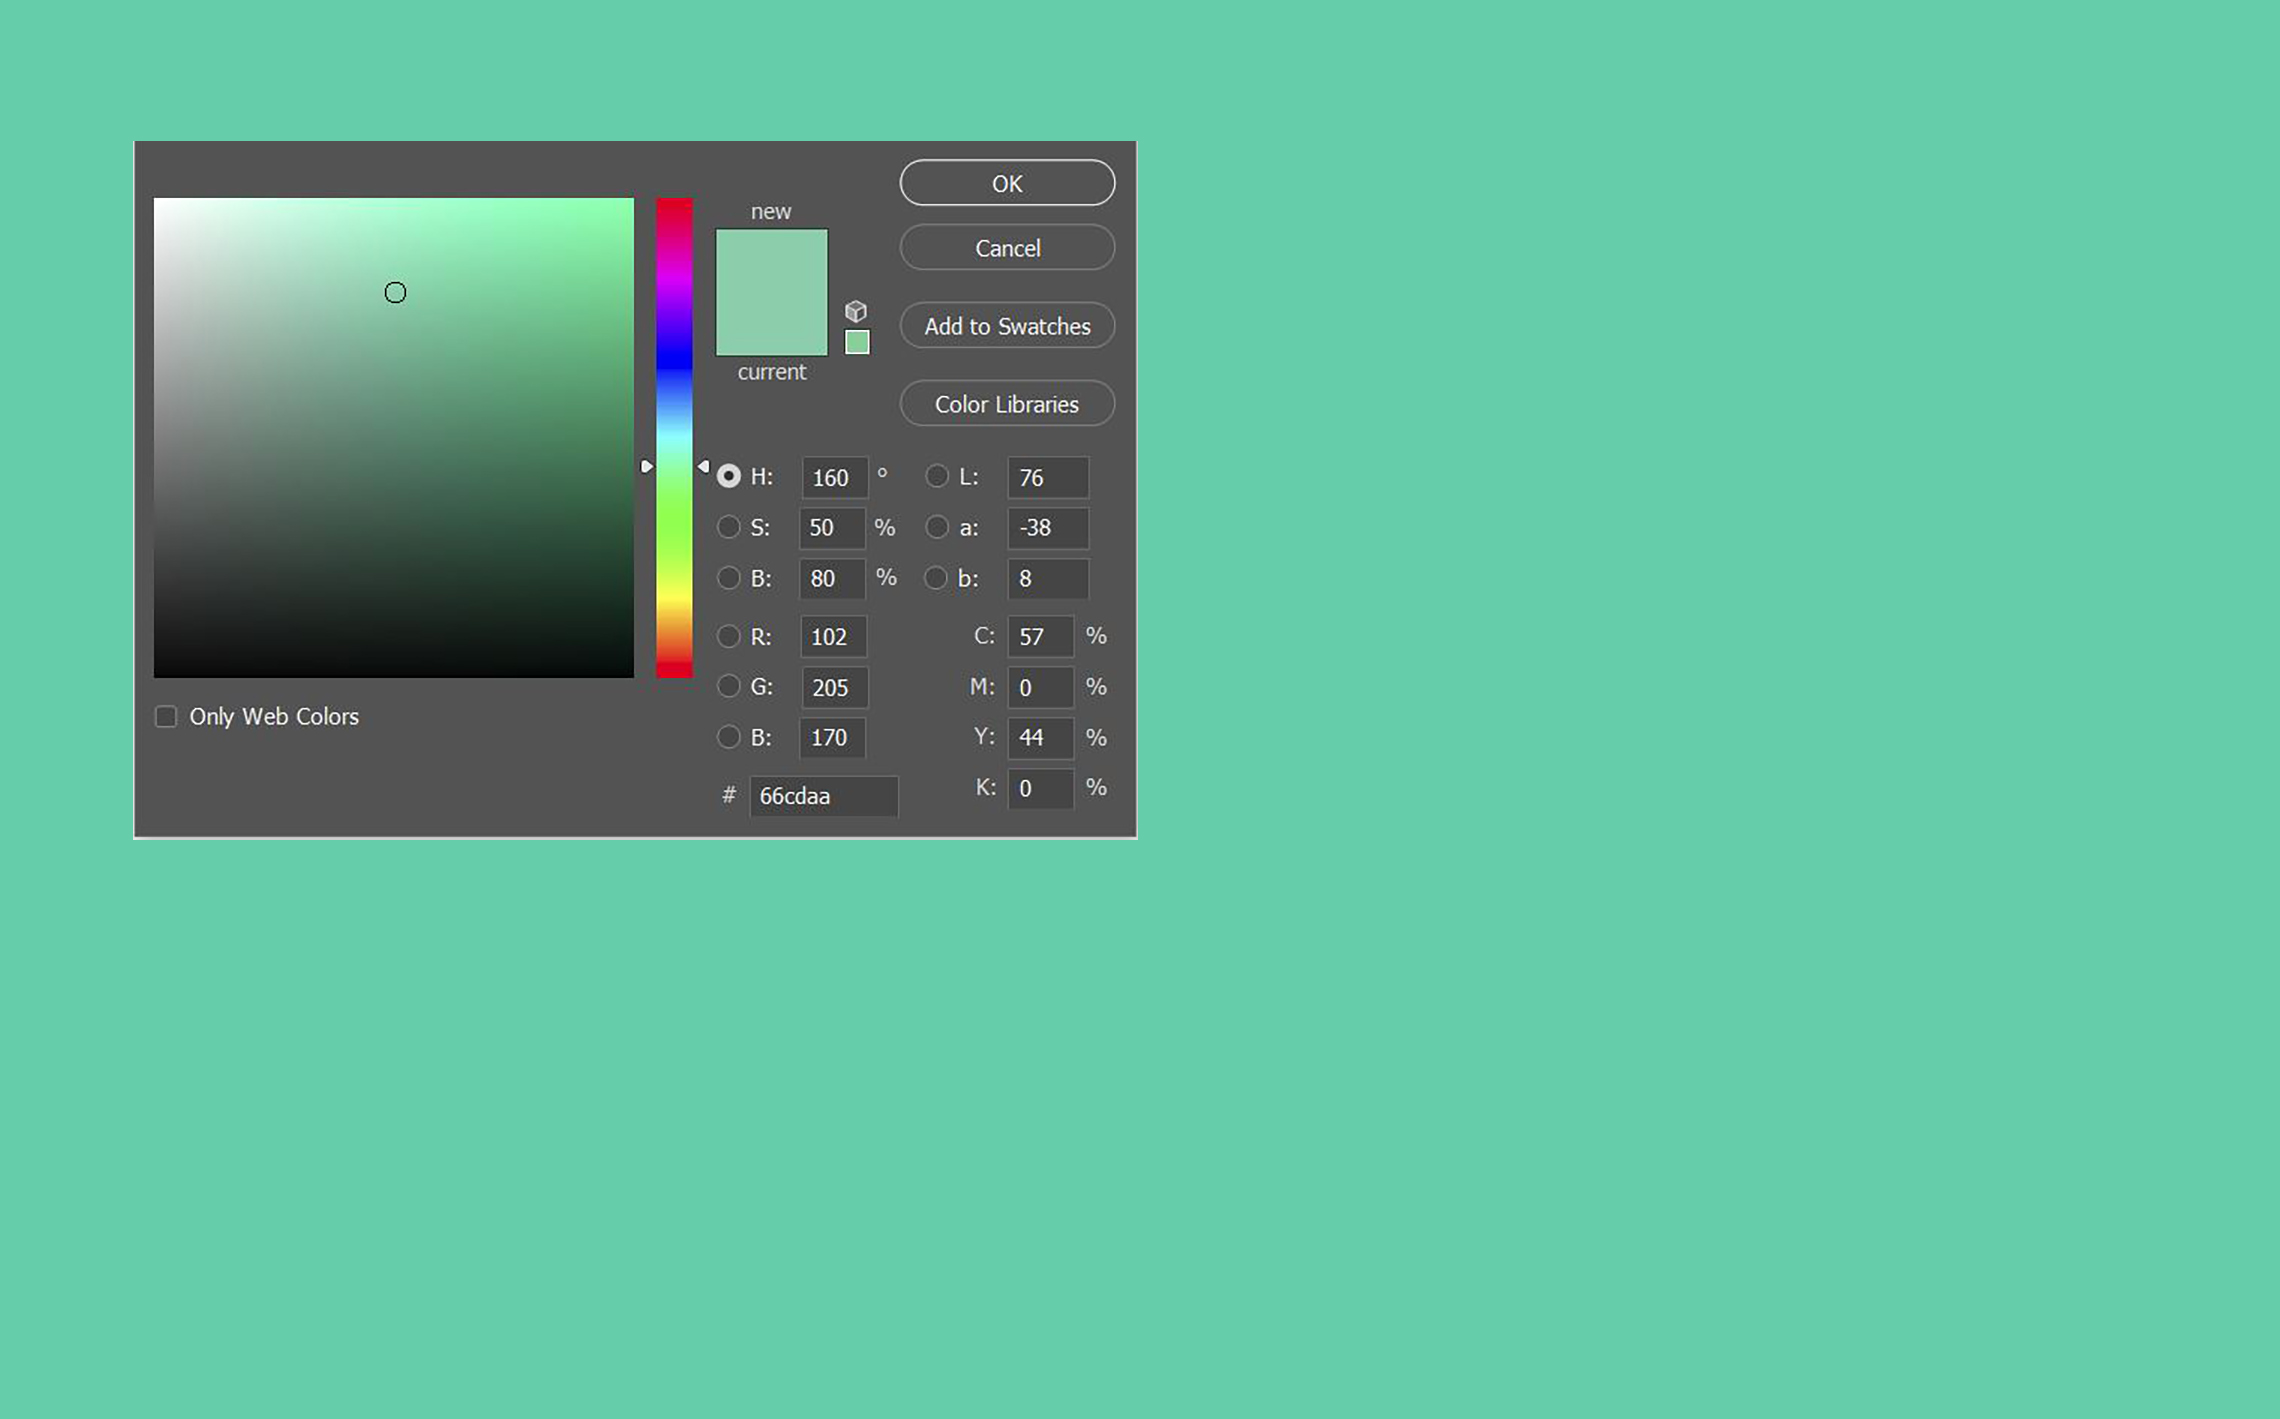 OK
new
Cancel
Add to Swatches
current
Color Libraries
H: 160 ° L: 76
S: 50 % a: -38
B: 80 % b: 8
R: 102 C: 57 %
G: 205 M: 0 %
Only Web Colors
B: 170 Y: 44 %
# 66cdaa K: 0 %